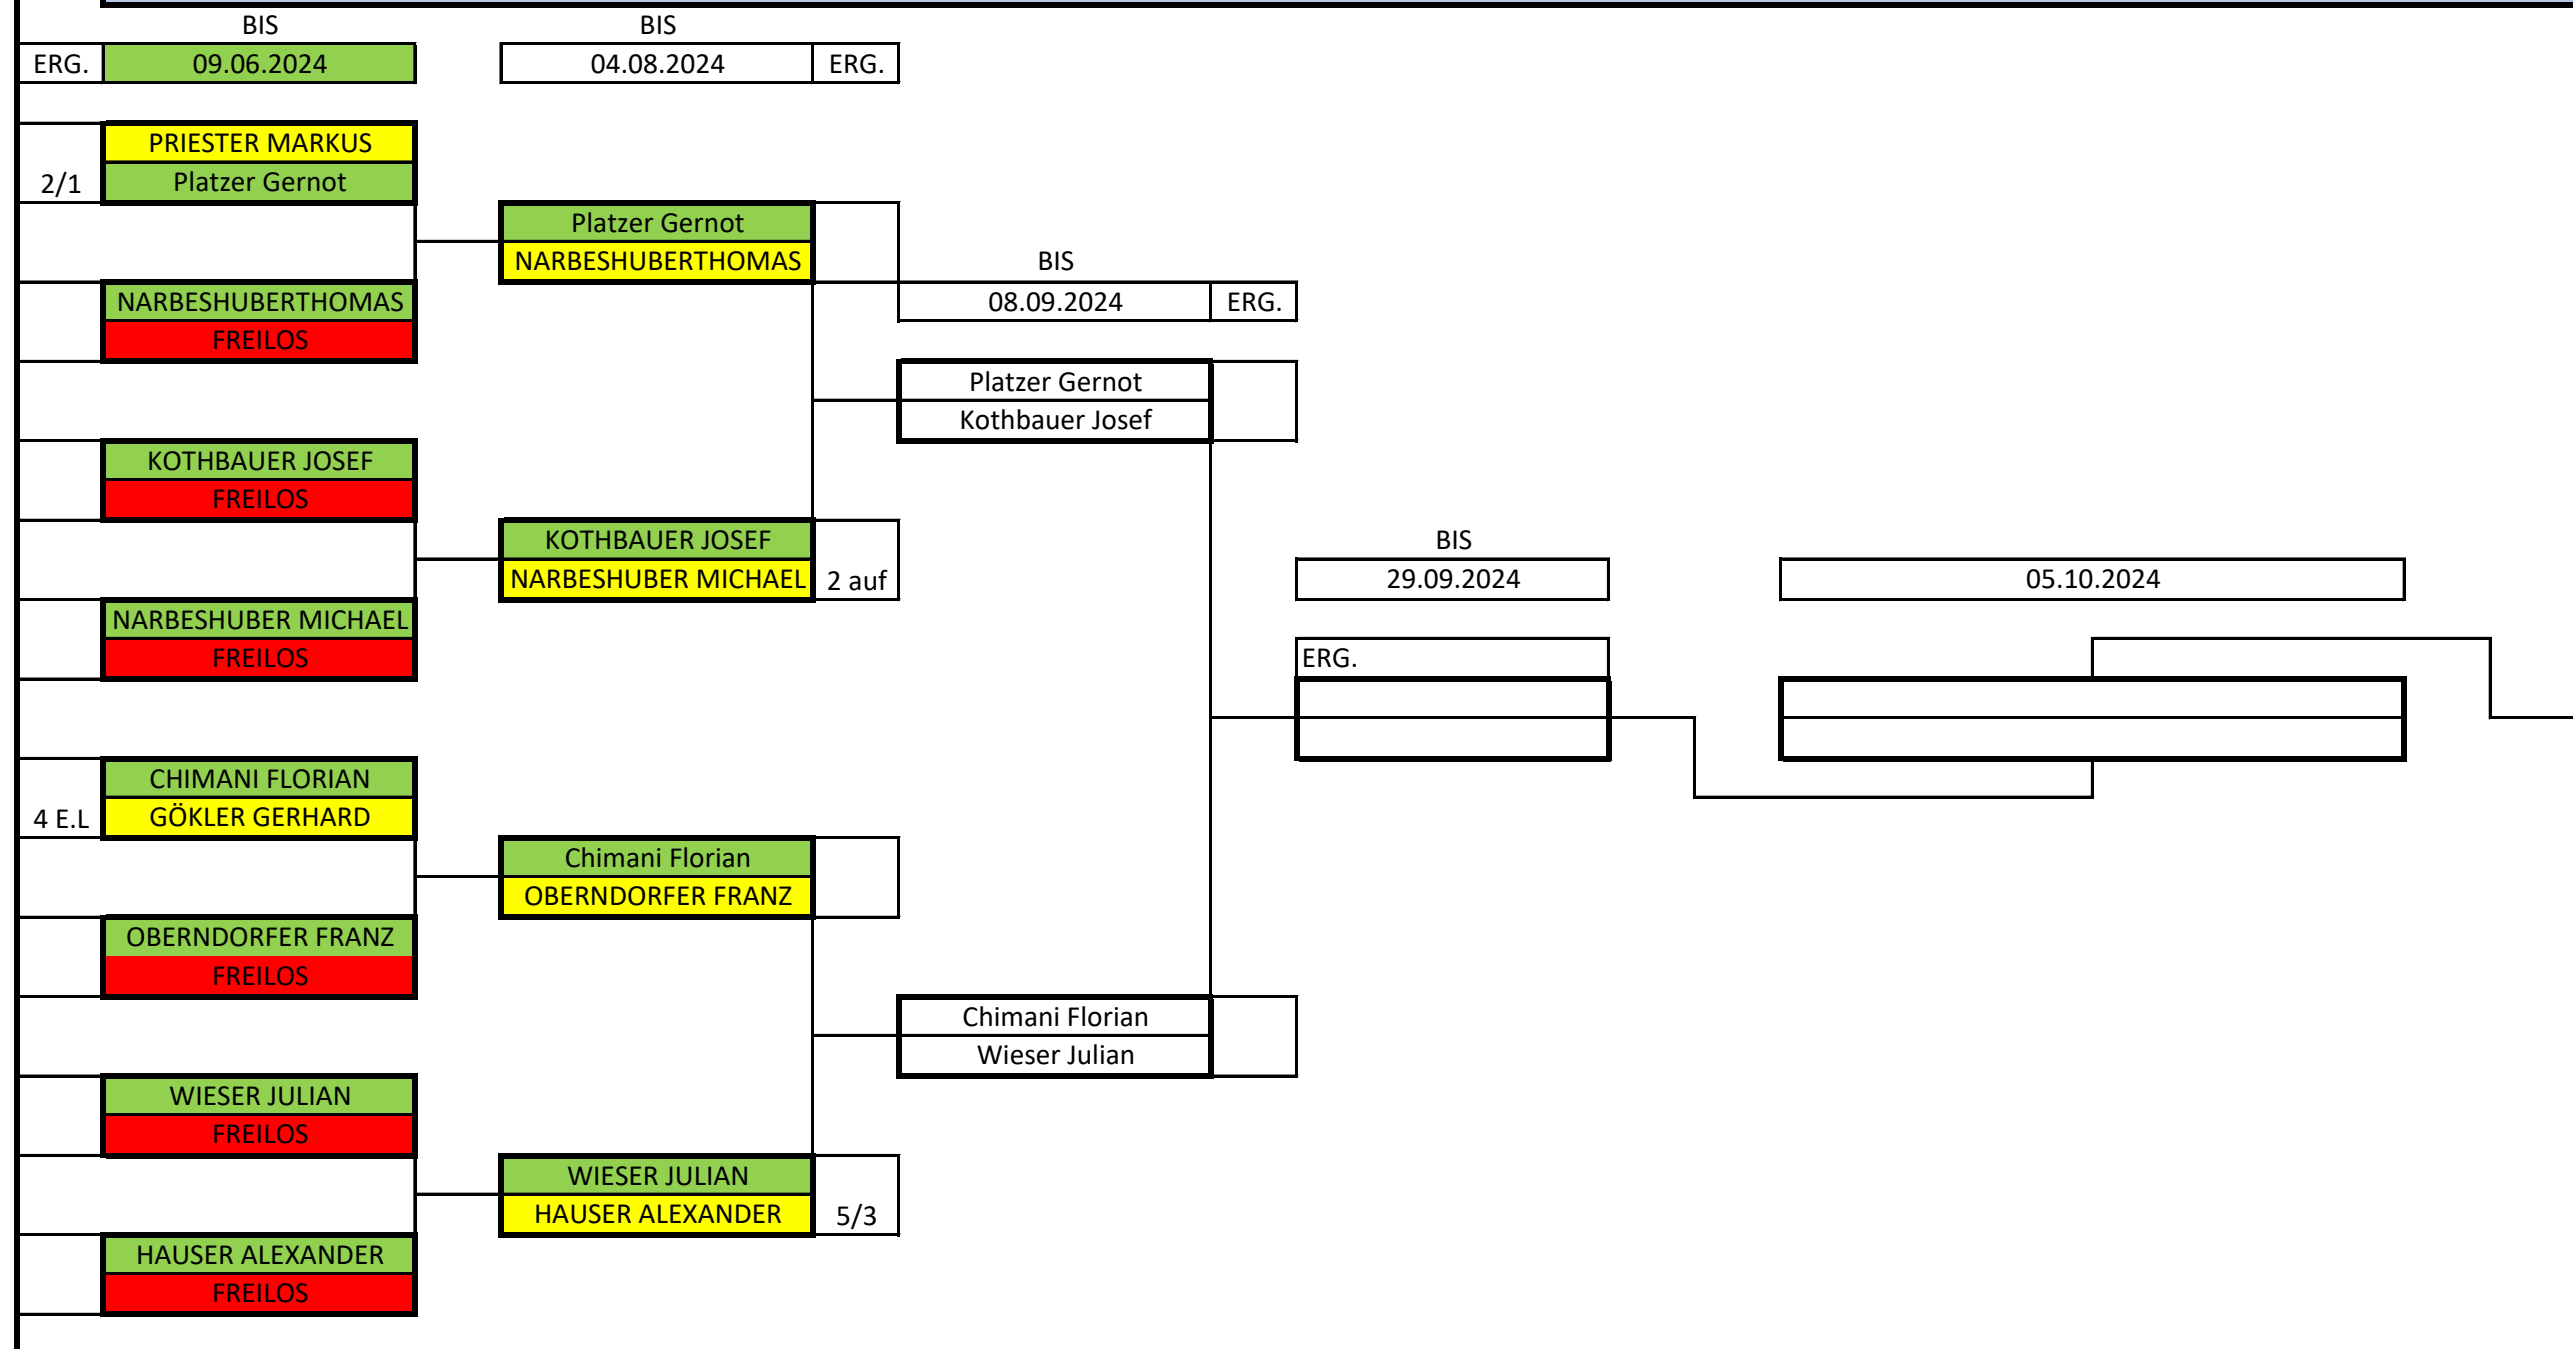 BIS
BIS
ERG. 09.06.2024
04.08.2024 ERG.
PRIESTER MARKUS
2/1 Platzer Gernot
Platzer Gernot
NARBESHUBERTHOMAS
BIS
NARBESHUBERTHOMAS
08.09.2024 ERG.
FREILOS
Platzer Gernot
Kothbauer Josef
KOTHBAUER JOSEF
FREILOS
KOTHBAUER JOSEF
BIS
NARBESHUBER MICHAEL 2 auf
29.09.2024
05.10.2024
NARBESHUBER MICHAEL
FREILOS
ERG.
CHIMANI FLORIAN
4 E.L GÖKLER GERHARD
Chimani Florian
OBERNDORFER FRANZ
OBERNDORFER FRANZ
FREILOS
Chimani Florian
Wieser Julian
WIESER JULIAN
FREILOS
WIESER JULIAN
HAUSER ALEXANDER 5/3
HAUSER ALEXANDER
FREILOS